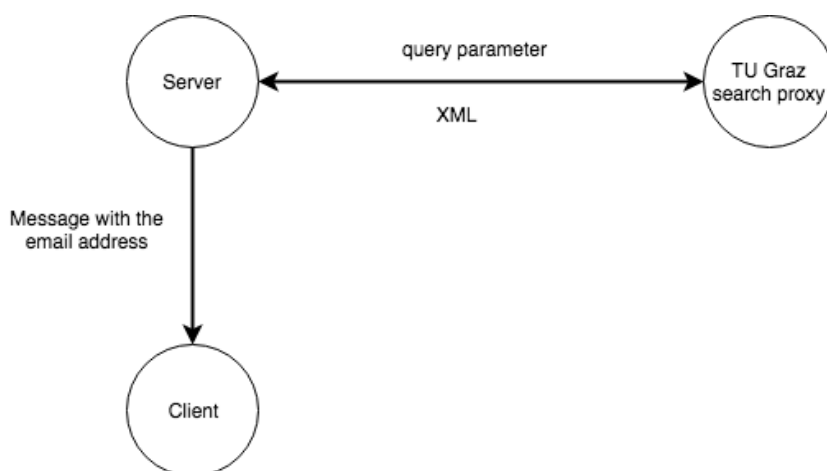 query parameter
Server
TU Graz
search proxy
XML
Message with the
email address
Client